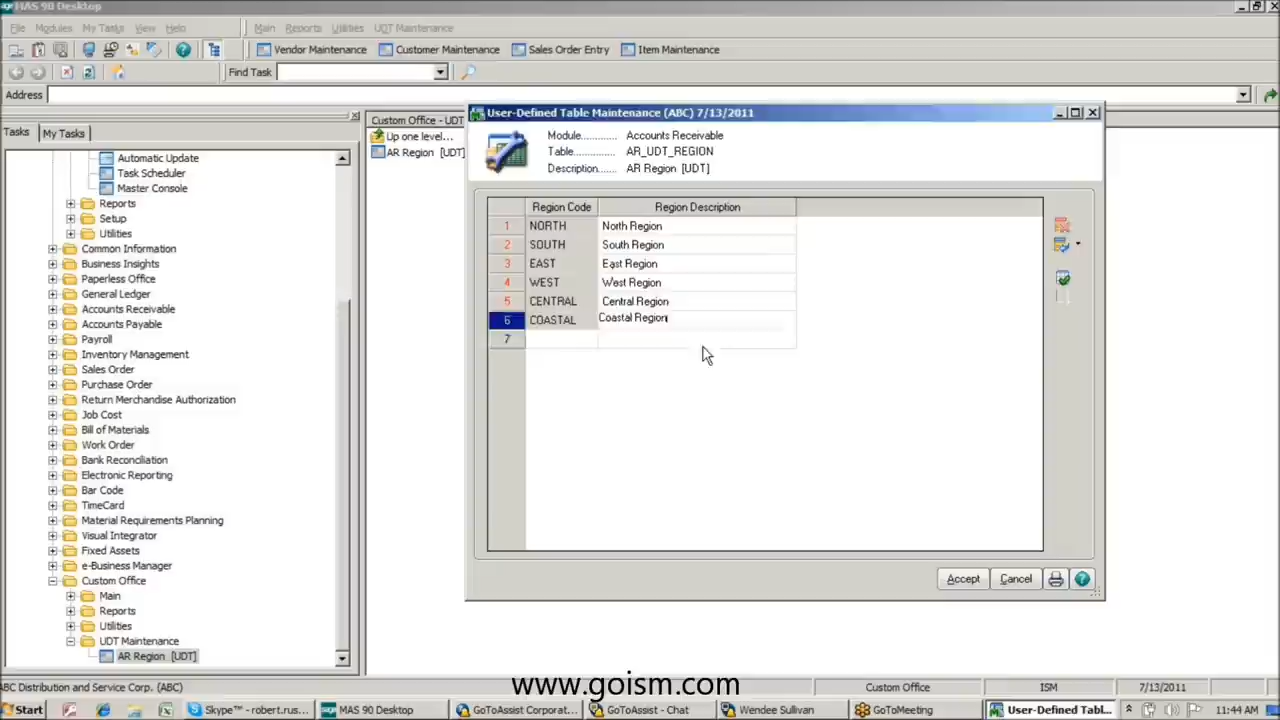 MAS 90 Desktop
File Modules My Tasks View Help Main Reports Utilities UDT Maintenance
Vendor Maintenance Customer Maintenance Sales Order Entry Item Maintenance
Find Task
Address
Tasks My Tasks
Automatic Update
Task Scheduler
Master Console
Reports
Setup
Utilities
Common Information
Business Insights
Paperless Office
General Ledger
Accounts Receivable
Accounts Payable
Payroll
Inventory Management
Sales Order
Purchase Order
Return Merchandise Authorization
Job Cost
Bill of Materials
Work Order
Bank Reconciliation
Electronic Reporting
Bar Code
TimeCard
Material Requirements Planning
Visual Integrator
Fixed Assets
e-Business Manager
Custom Office
Main
Reports
Utilities
UDT Maintenance
AR Region [UDT]
Custom Office - UDT
Up one level...
AR Region [UDT]
User-Defined Table Maintenance (ABC) 7/13/2011
Module............. Accounts Receivable
Table............... AR_UDT_REGION
Description....... AR Region [UDT]
Region Code Region Description
1 NORTH North Region
2 SOUTH South Region
3 EAST East Region
4 WEST West Region
5 CENTRAL Central Region
6 COASTAL Coastal Region
7
Accept Cancel
www.goism.com
ABC Distribution and Service Corp. (ABC) Custom Office ISM 7/13/2011
Start Skype™ - robert.rus... MAS 90 Desktop GoToAssist Corporat... GoToAssist - Chat Wendee Sullivan GoToMeeting User-Defined Tabl... 11:44 AM